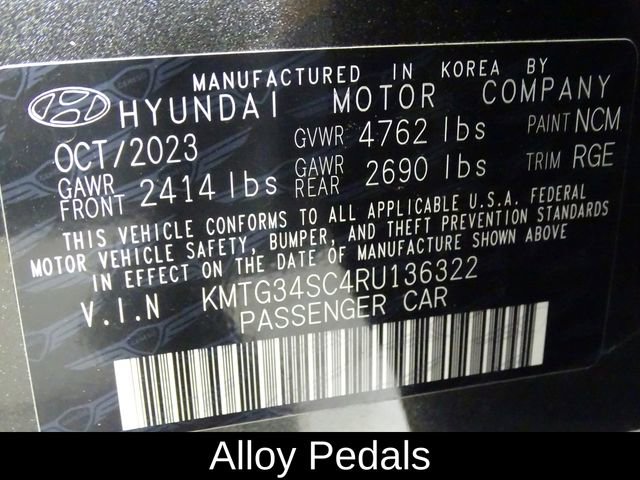 MANUFACTURED IN KOREA BY
HYUNDAI MOTOR COMPANY
OCT/2023 GVWR 4762 lbs PAINT NCM
GAWR FRONT 2414 lbs GAWR REAR 2690 lbs TRIM RGE
THIS VEHICLE CONFORMS TO ALL APPLICABLE U.S.A. FEDERAL
MOTOR VEHICLE SAFETY, BUMPER, AND THEFT PREVENTION STANDARDS
IN EFFECT ON THE DATE OF MANUFACTURE SHOWN ABOVE
V.I.N KMTG34SC4RU136322
PASSENGER CAR
Alloy Pedals